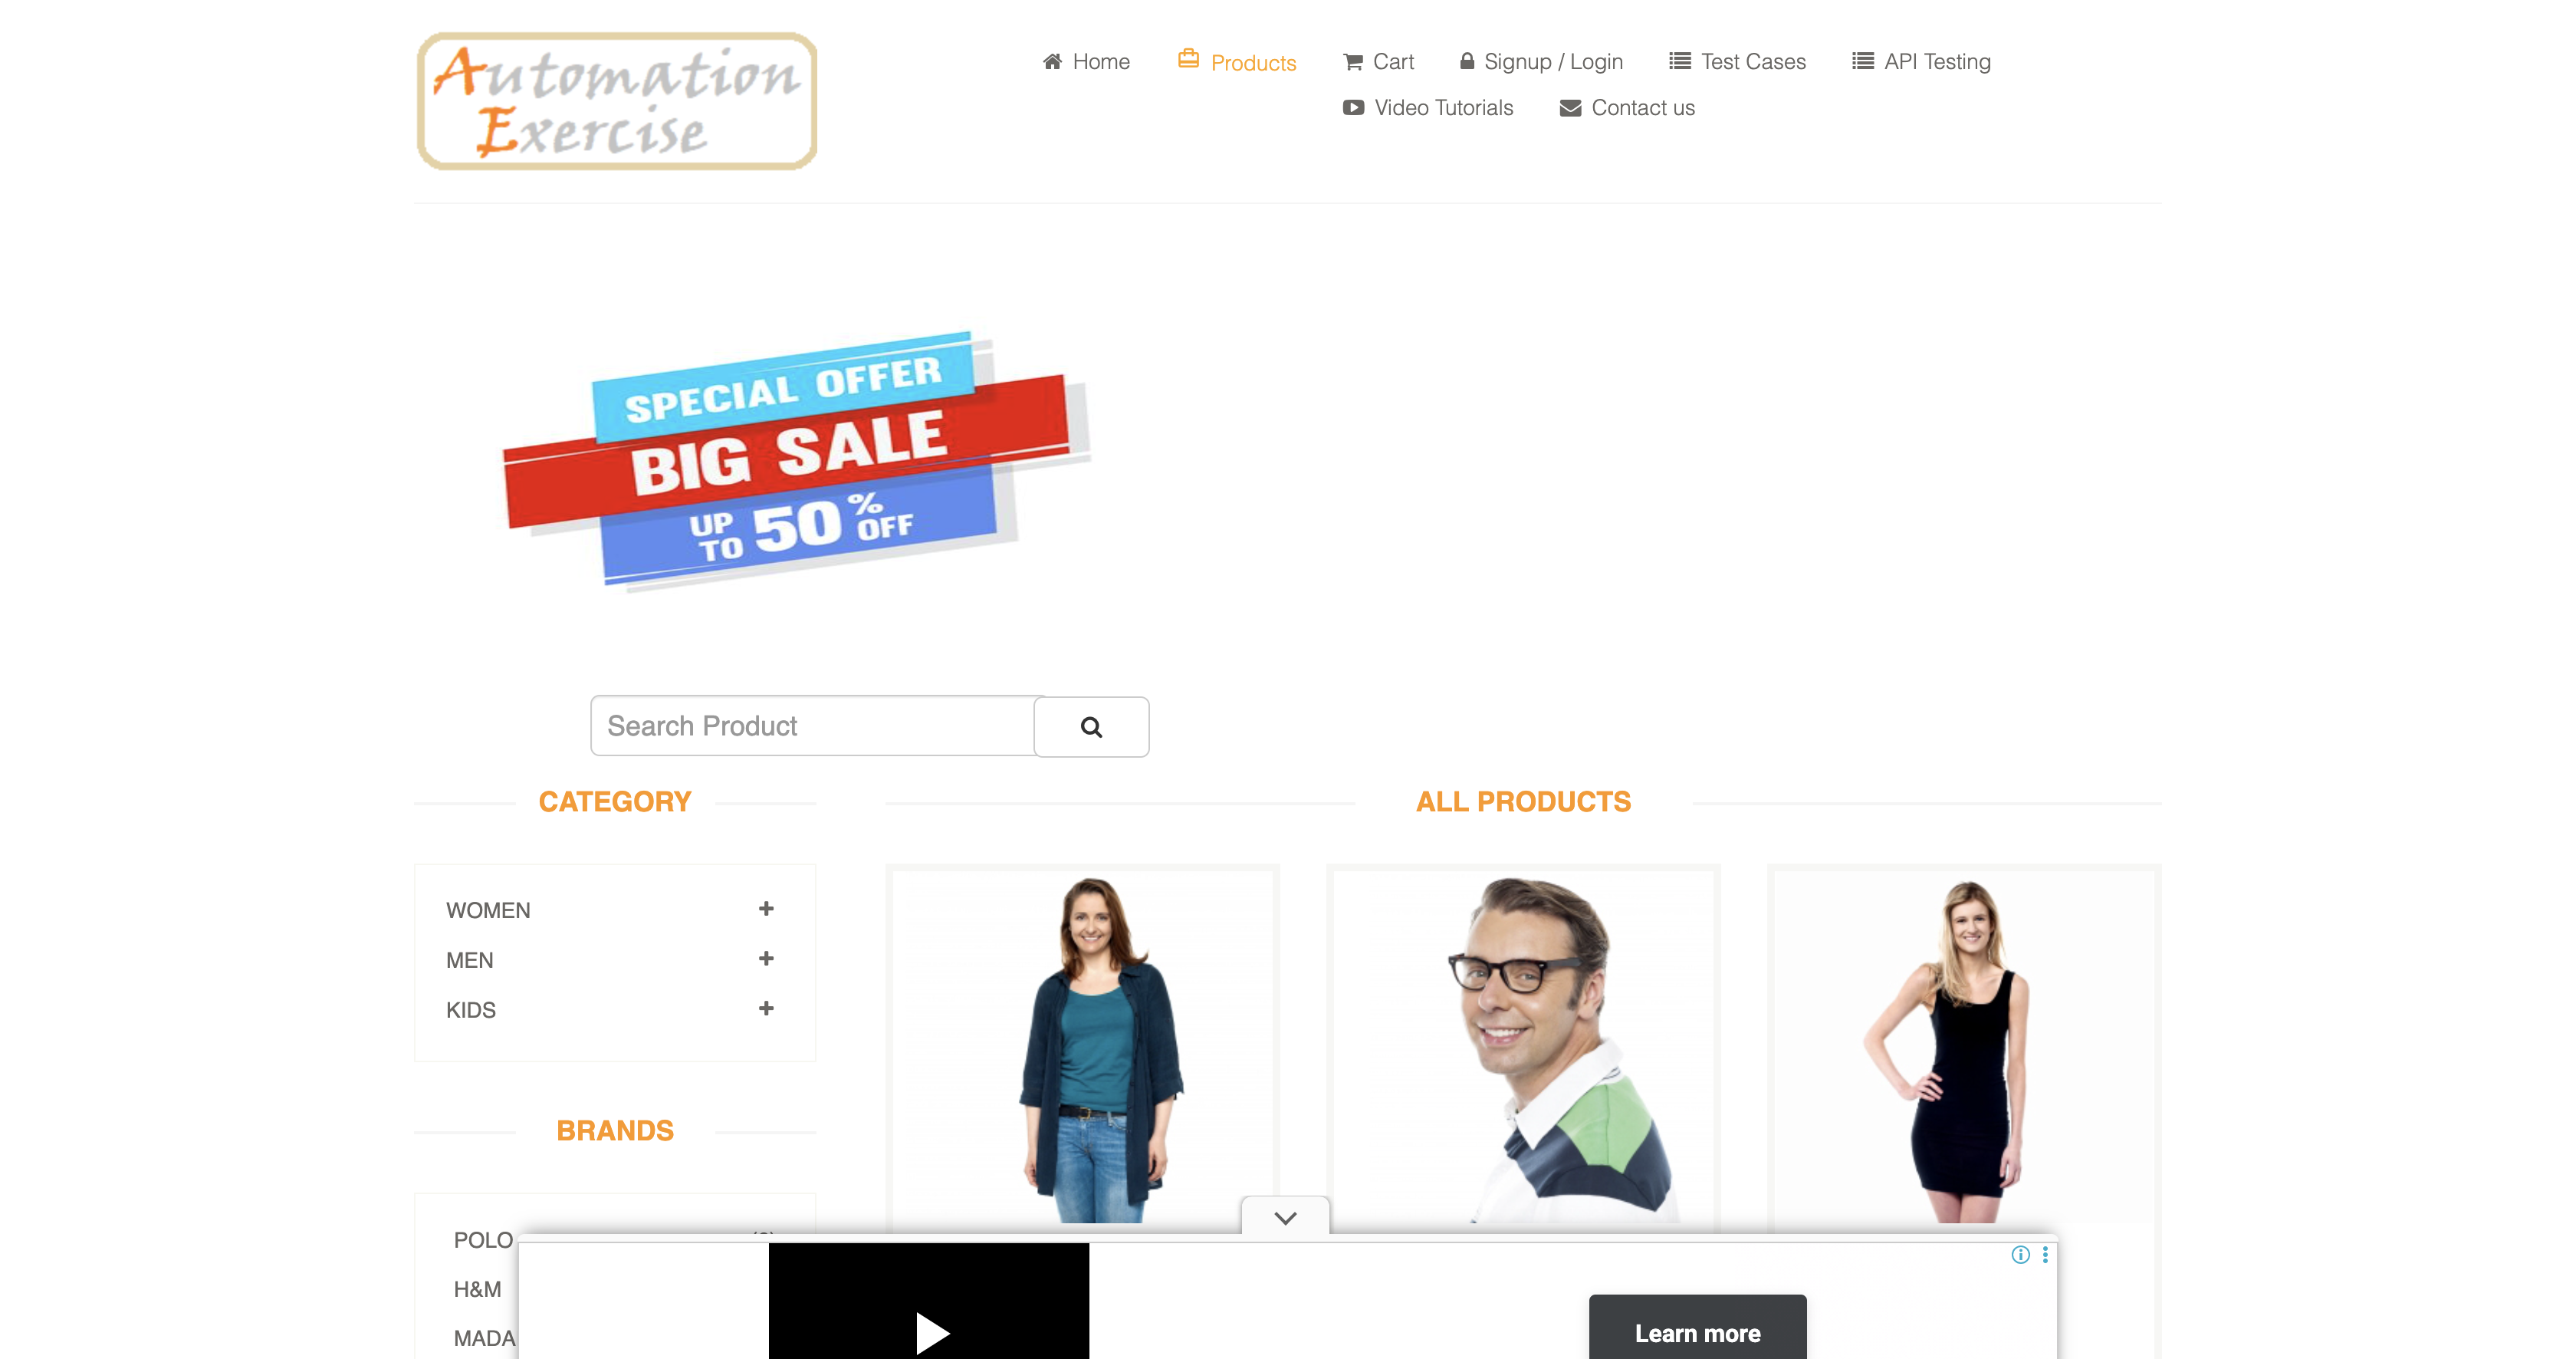 Automation
Exercise
Home
Products
Cart
Signup / Login
Test Cases
API Testing
Video Tutorials
Contact us
SPECIAL OFFER
BIG SALE
UP TO 50% OFF
Search Product
CATEGORY
WOMEN
MEN
KIDS
BRANDS
POLO
H&M
MADA
ALL PRODUCTS
Learn more